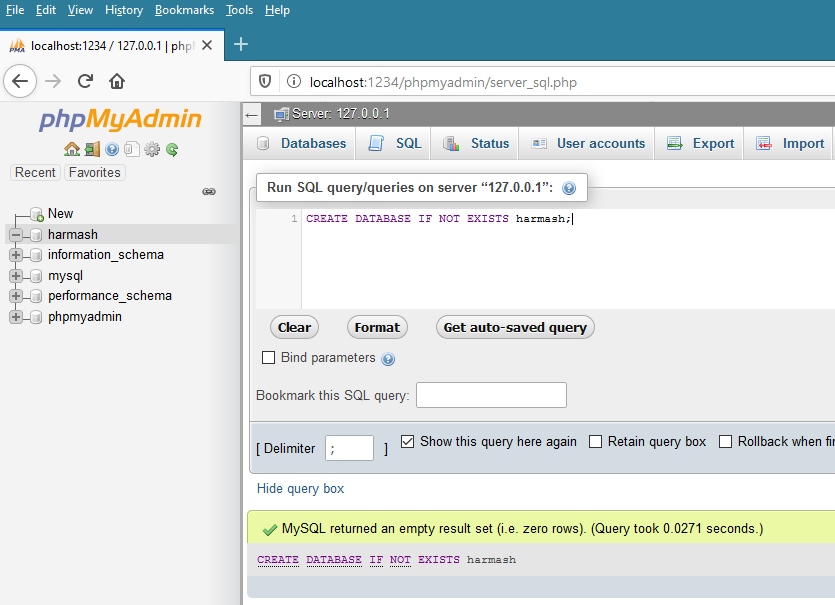 File Edit View History Bookmarks Tools Help
PMA localhost:1234 / 127.0.0.1 | phpl
localhost:1234/phpmyadmin/server_sql.php
phpMyAdmin
Recent Favorites
New
harmash
information_schema
mysql
performance_schema
phpmyadmin
Server: 127.0.0.1
Databases SQL Status User accounts Export Import
Run SQL query/queries on server “127.0.0.1”:
1 CREATE DATABASE IF NOT EXISTS harmash;
Clear Format Get auto-saved query
Bind parameters
Bookmark this SQL query:
[ Delimiter ; ] Show this query here again Retain query box Rollback when fi
Hide query box
MySQL returned an empty result set (i.e. zero rows). (Query took 0.0271 seconds.)
CREATE DATABASE IF NOT EXISTS harmash